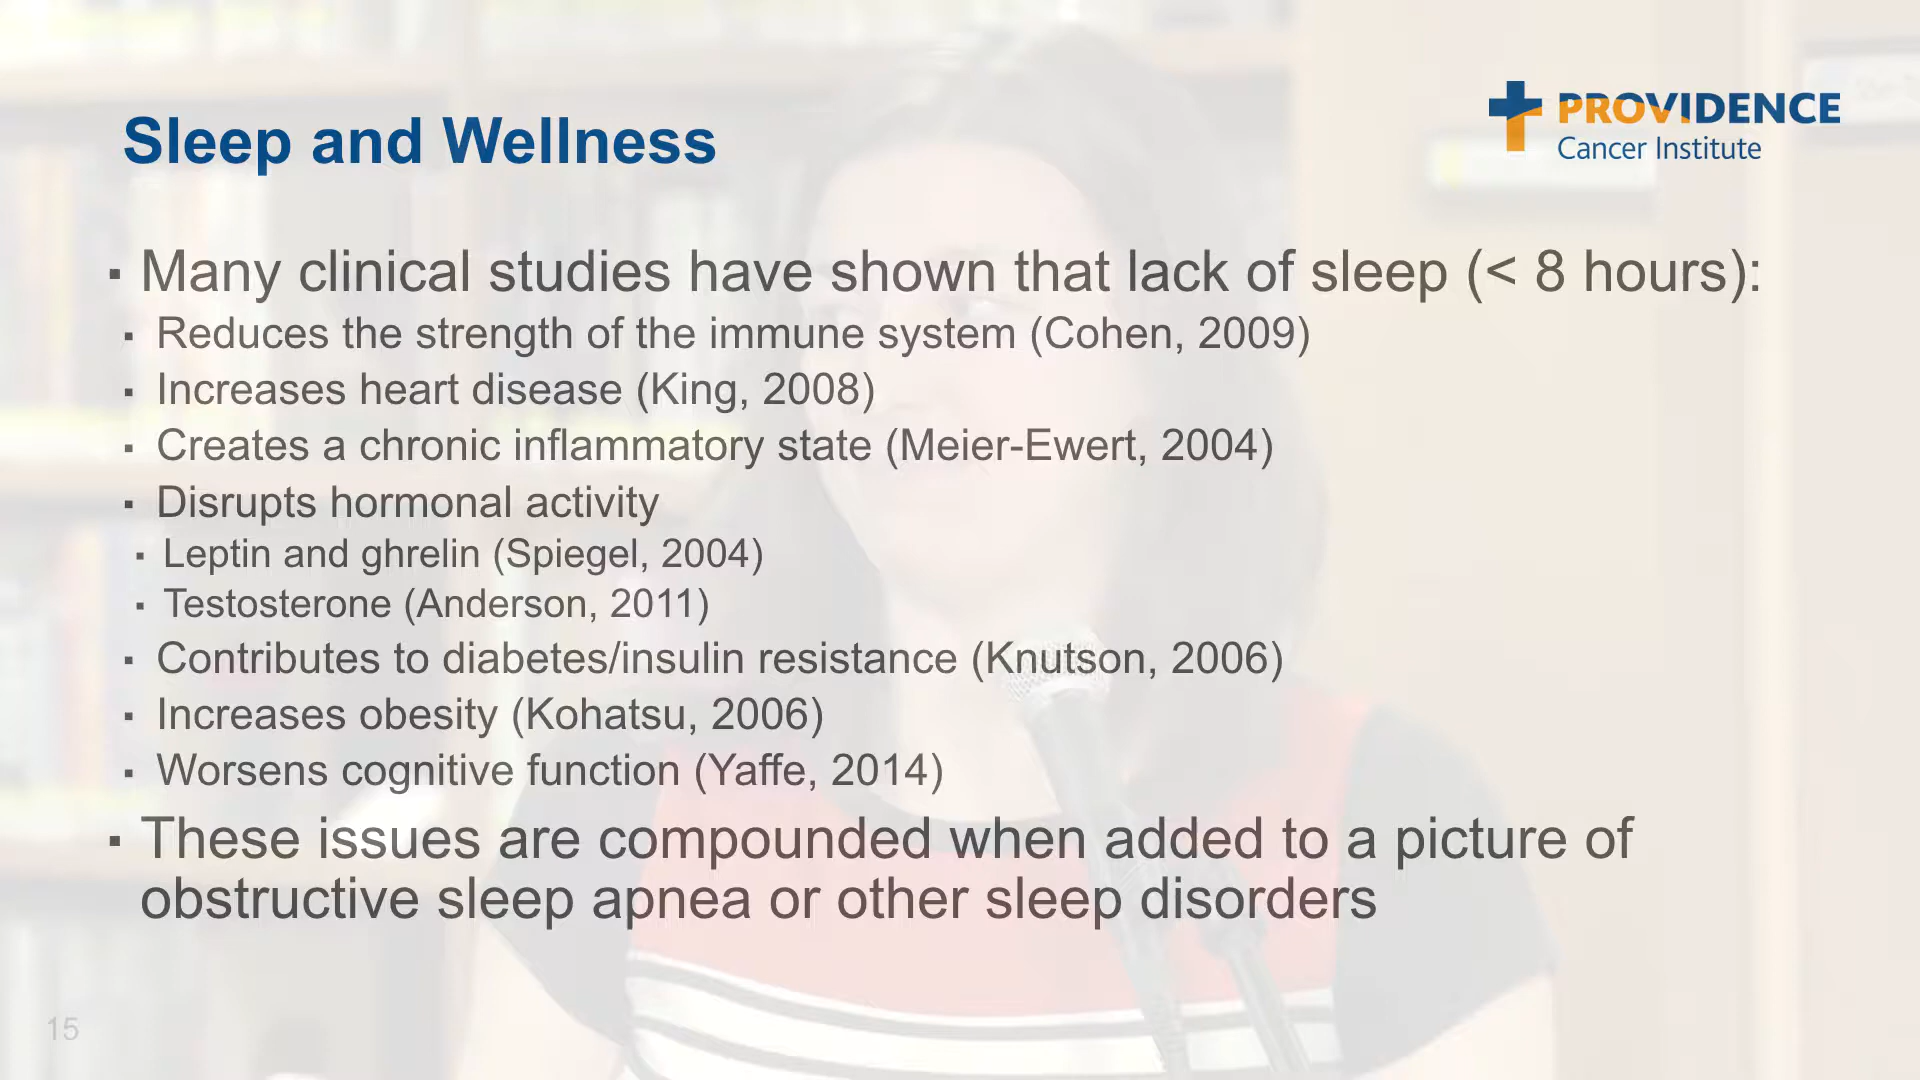 PROVIDENCE
Cancer Institute
Sleep and Wellness
▪ Many clinical studies have shown that lack of sleep (< 8 hours):
▪ Reduces the strength of the immune system (Cohen, 2009)
▪ Increases heart disease (King, 2008)
▪ Creates a chronic inflammatory state (Meier-Ewert, 2004)
▪ Disrupts hormonal activity
▪ Leptin and ghrelin (Spiegel, 2004)
▪ Testosterone (Anderson, 2011)
▪ Contributes to diabetes/insulin resistance (Knutson, 2006)
▪ Increases obesity (Kohatsu, 2006)
▪ Worsens cognitive function (Yaffe, 2014)
▪ These issues are compounded when added to a picture of
obstructive sleep apnea or other sleep disorders
15